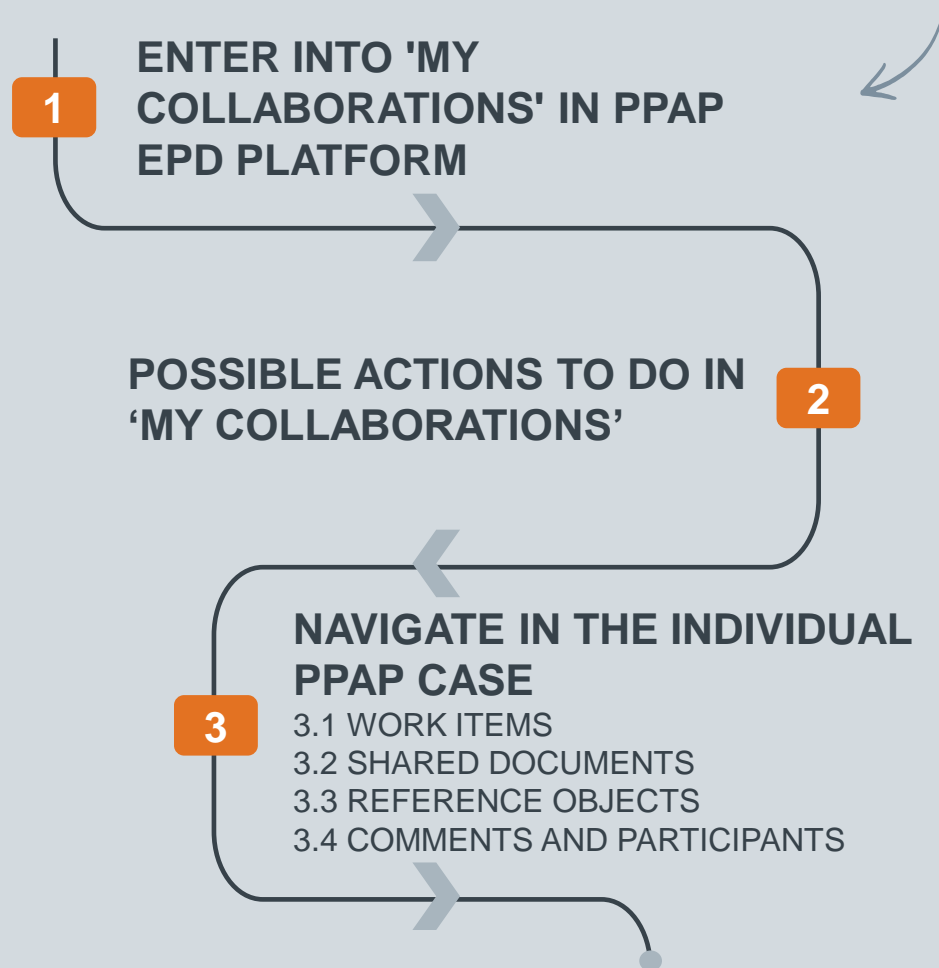 1
ENTER INTO 'MY
COLLABORATIONS' IN PPAP
EPD PLATFORM
POSSIBLE ACTIONS TO DO IN
‘MY COLLABORATIONS’
2
NAVIGATE IN THE INDIVIDUAL
PPAP CASE
3
3.1 WORK ITEMS
3.2 SHARED DOCUMENTS
3.3 REFERENCE OBJECTS
3.4 COMMENTS AND PARTICIPANTS